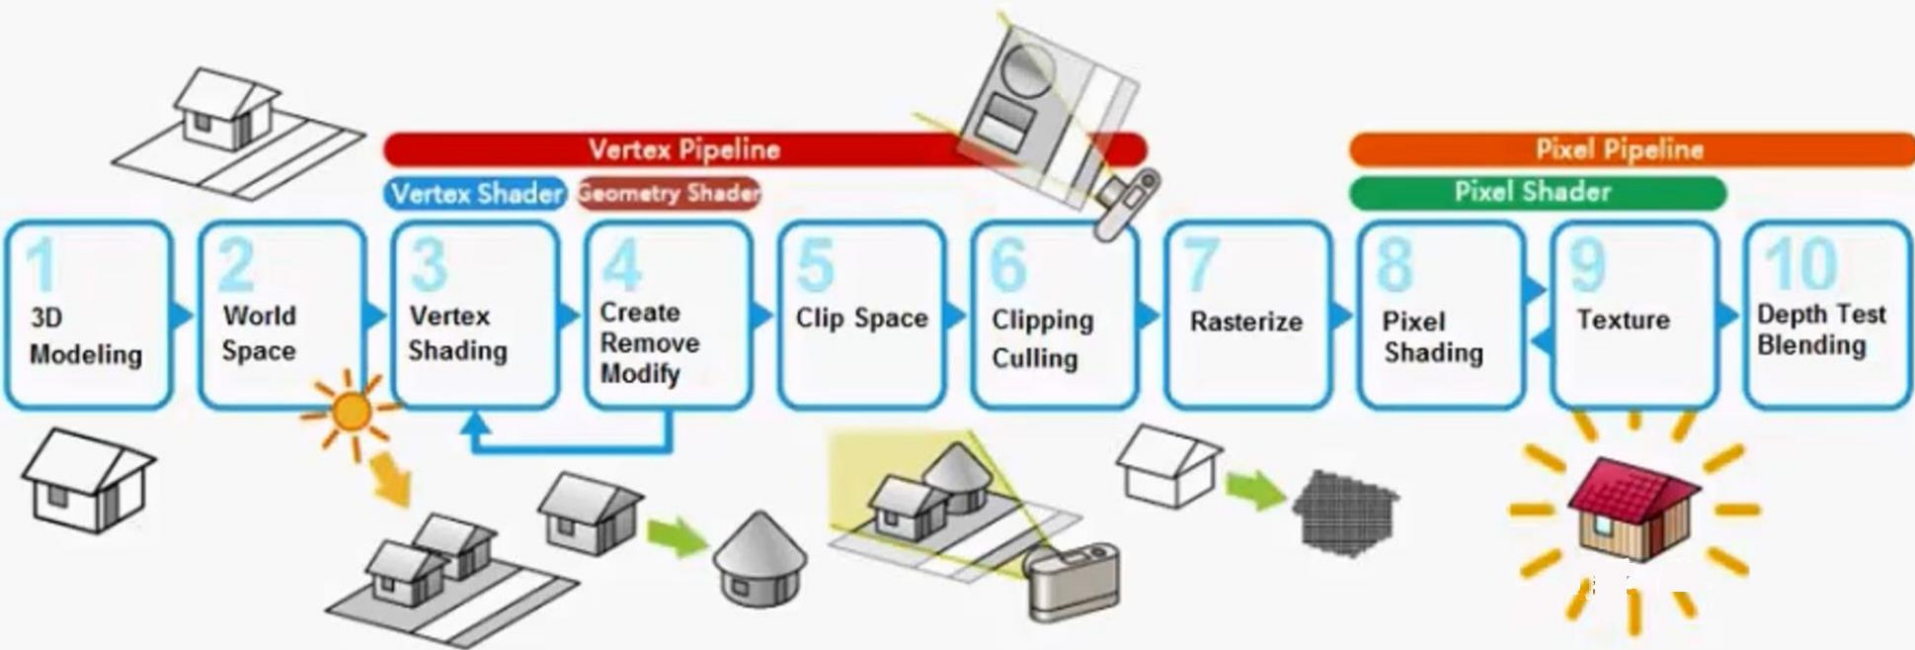 Vertex Pipeline
Pixel Pipeline
Vertex Shader
Geometry Shader
Pixel Shader
1
3D
Modeling
2
World
Space
3
Vertex
Shading
4
Create
Remove
Modify
5
Clip Space
6
Clipping
Culling
7
Rasterize
8
Pixel
Shading
9
Texture
10
Depth Test
Blending